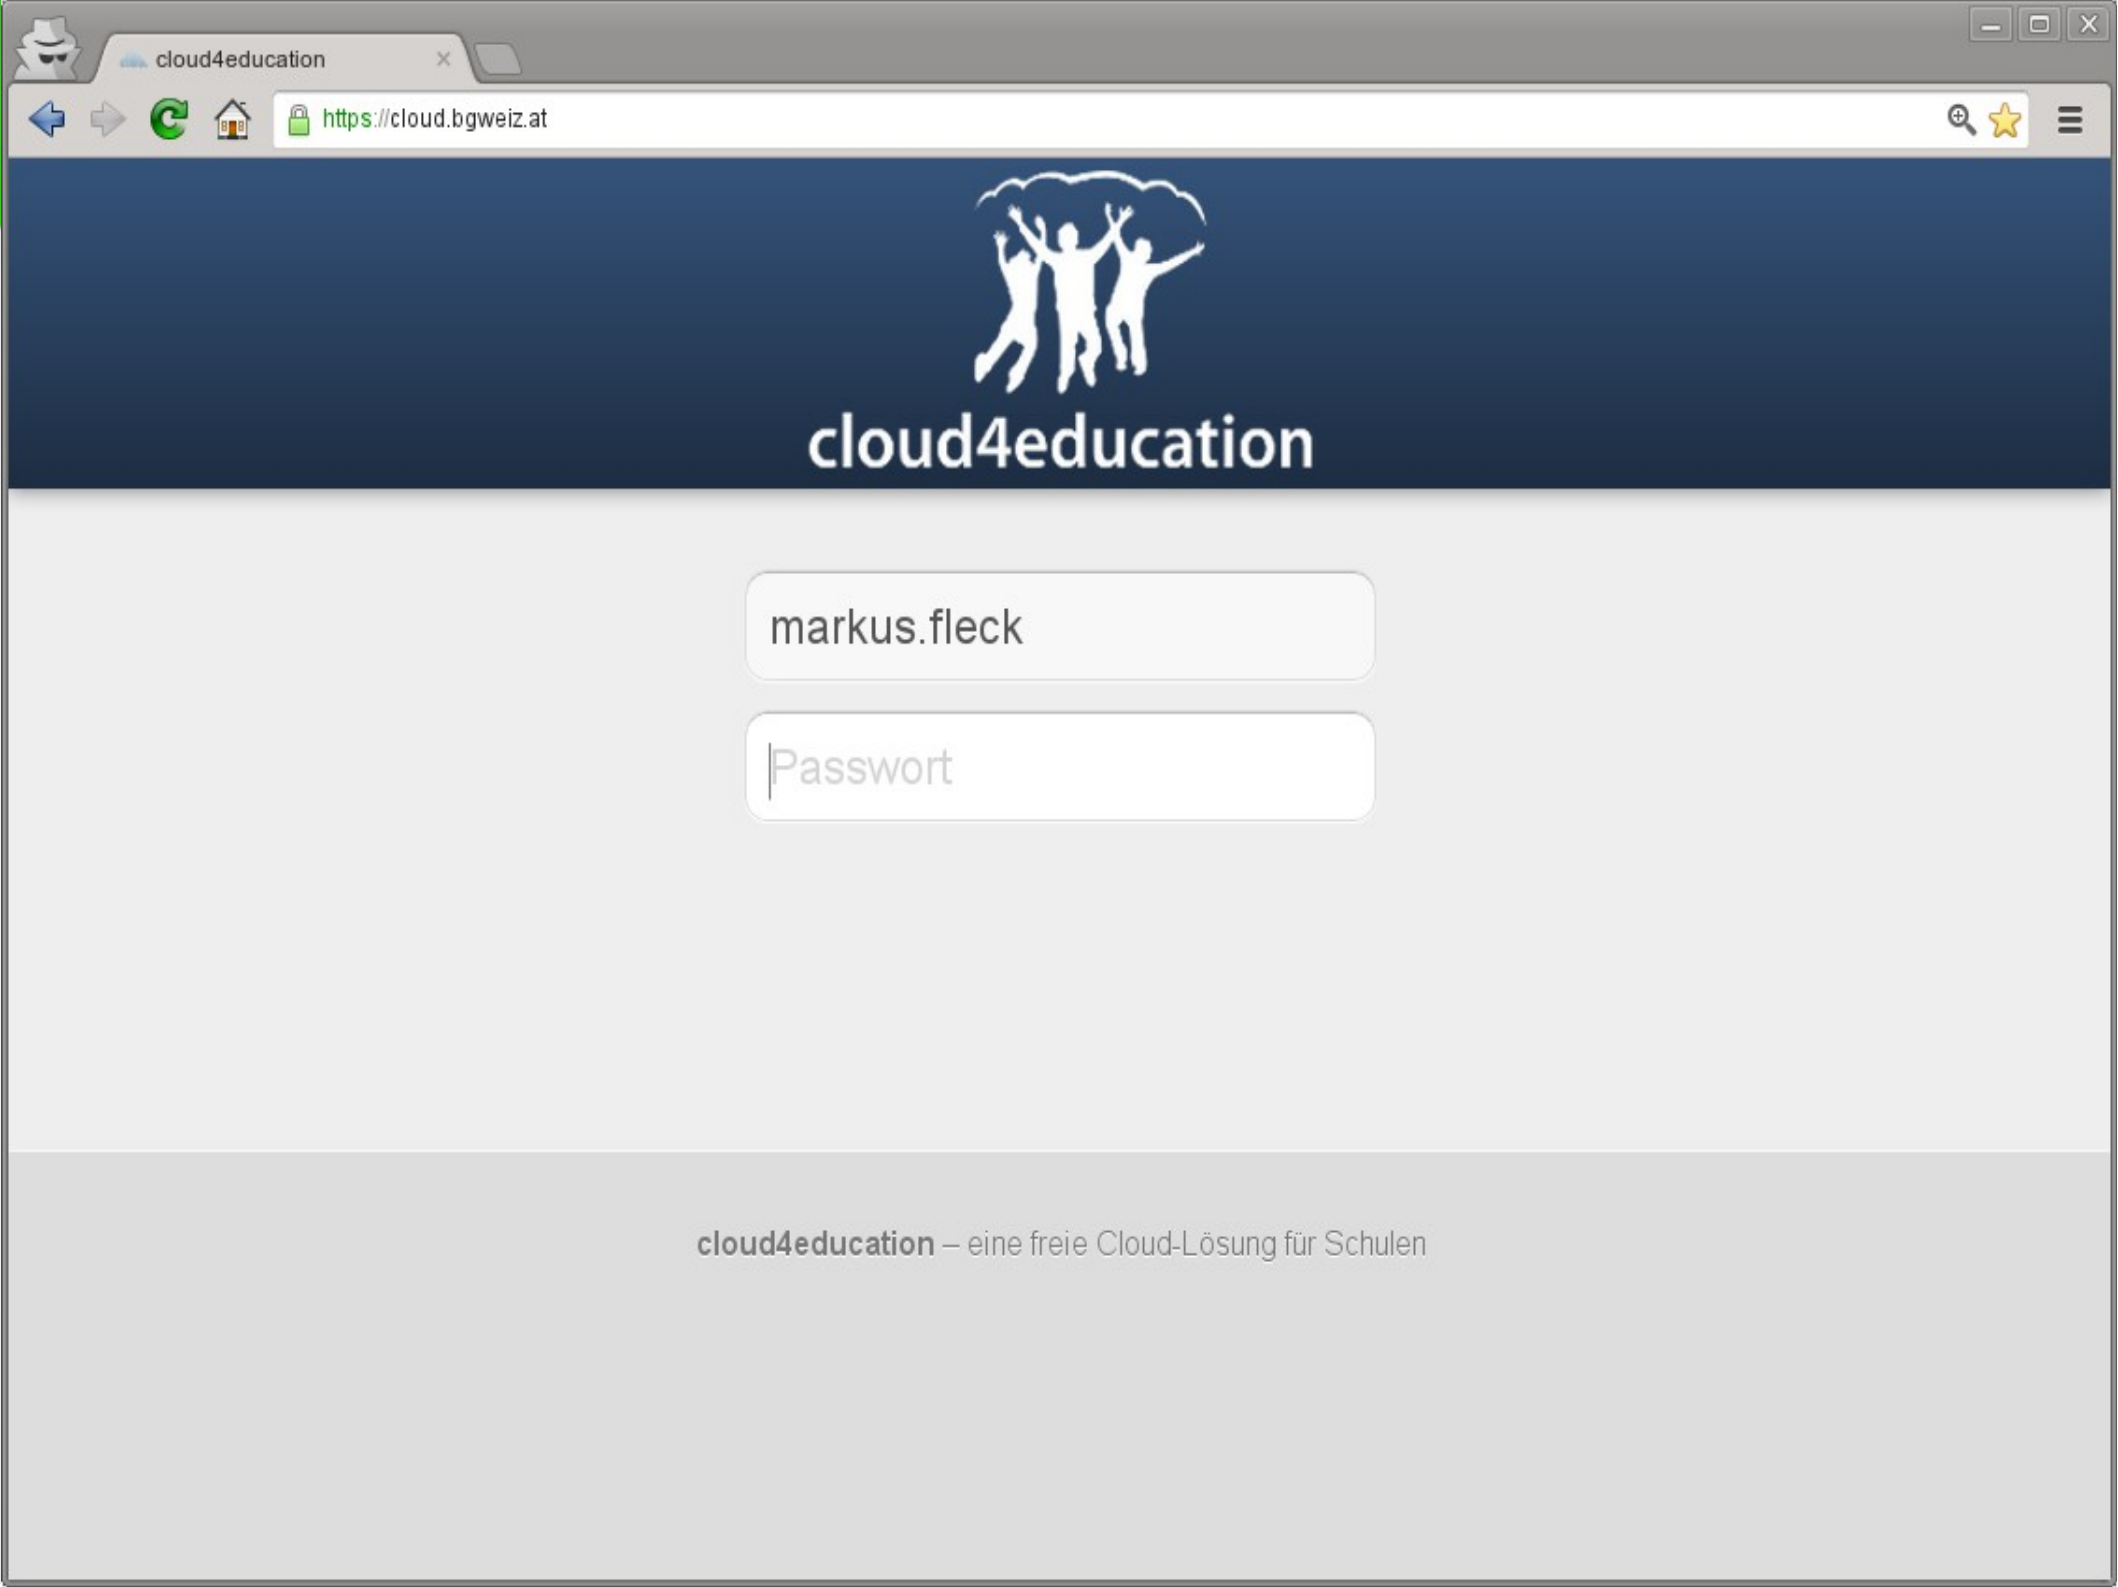 cloud4education
https://cloud.bgweiz.at
cloud4education
markus.fleck
Passwort
cloud4education – eine freie Cloud-Lösung für Schulen